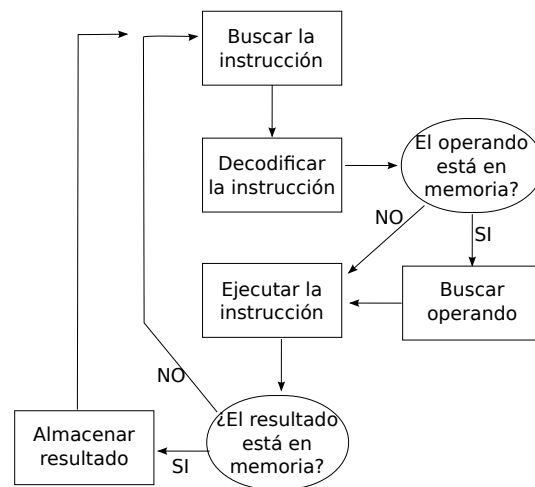 Buscar la
instrucción
Decodificar
la instrucción
El operando
está en
memoria?
NO
SI
Ejecutar la
instrucción
Buscar
operando
NO
¿El resultado
está en
memoria?
SI
Almacenar
resultado